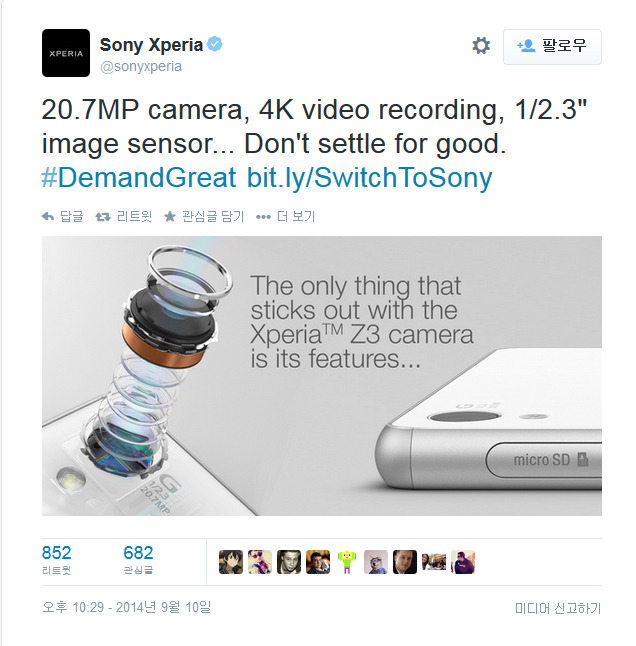 XPERIA
Sony Xperia
@sonyxperia
팔로우
20.7MP camera, 4K video recording, 1/2.3"
image sensor... Don't settle for good.
#DemandGreat bit.ly/SwitchToSony
답글 리트윗 관심글 담기 ••• 더 보기
The only thing that
sticks out with the
Xperia™ Z3 camera
is its features...
G
1/2.3
20.7MP
micro SD
852
리트윗
682
관심글
오후 10:29 - 2014년 9월 10일
미디어 신고하기